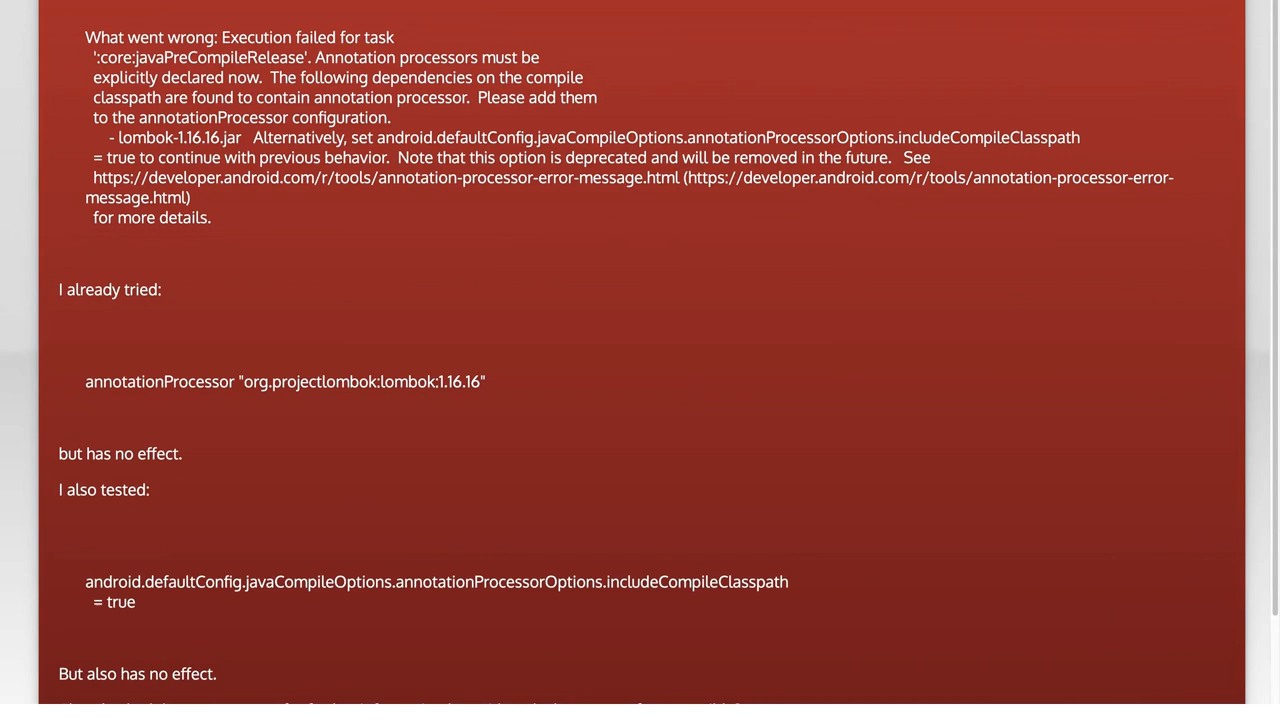 What went wrong: Execution failed for task
':core:javaPreCompileRelease'. Annotation processors must be
explicitly declared now.  The following dependencies on the compile
classpath are found to contain annotation processor.  Please add them
to the annotationProcessor configuration.
- lombok-1.16.16.jar   Alternatively, set android.defaultConfig.javaCompileOptions.annotationProcessorOptions.includeCompileClasspath
= true to continue with previous behavior.  Note that this option is deprecated and will be removed in the future.   See
https://developer.android.com/r/tools/annotation-processor-error-message.html (https://developer.android.com/r/tools/annotation-processor-error-
message.html)
for more details.
I already tried:
annotationProcessor "org.projectlombok:lombok:1.16.16"
but has no effect.
I also tested:
android.defaultConfig.javaCompileOptions.annotationProcessorOptions.includeCompileClasspath
= true
But also has no effect.